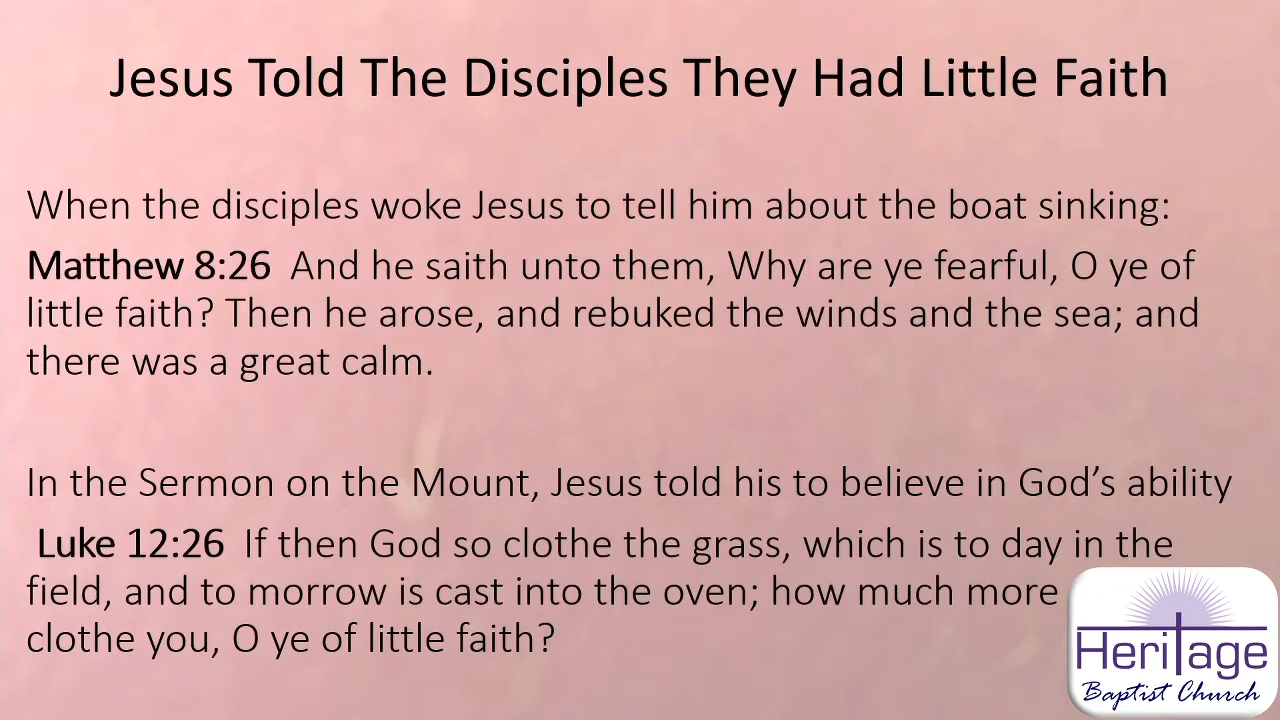 Jesus Told The Disciples They Had Little Faith
When the disciples woke Jesus to tell him about the boat sinking:
Matthew 8:26 And he saith unto them, Why are ye fearful, O ye of
little faith? Then he arose, and rebuked the winds and the sea; and
there was a great calm.
In the Sermon on the Mount, Jesus told his to believe in God’s ability
Luke 12:26 If then God so clothe the grass, which is to day in the
field, and to morrow is cast into the oven; how much more
clothe you, O ye of little faith?
Heritage
Baptist Church